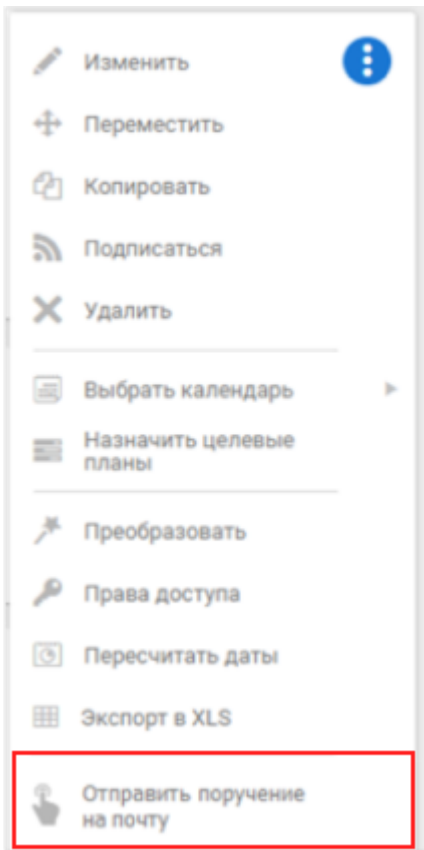 Изменить
Переместить
Копировать
Подписаться
Удалить
Выбрать календарь
Назначить целевые
планы
Преобразовать
Права доступа
Пересчитать даты
Экспорт в XLS
Отправить поручение
на почту